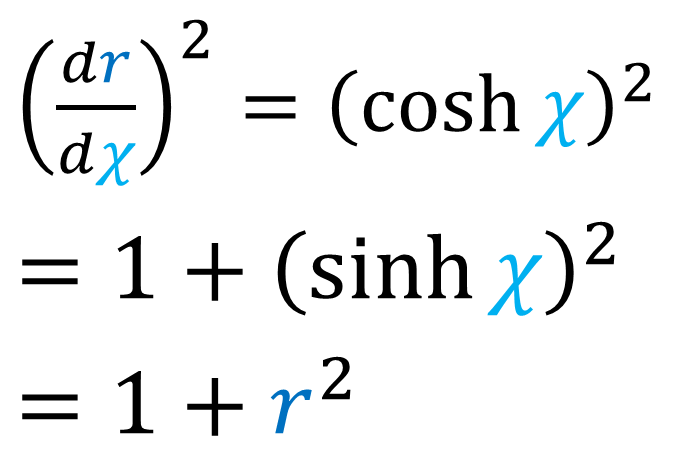 (dr/dχ)² = (cosh χ)²
= 1 + (sinh χ)²
= 1 + r²